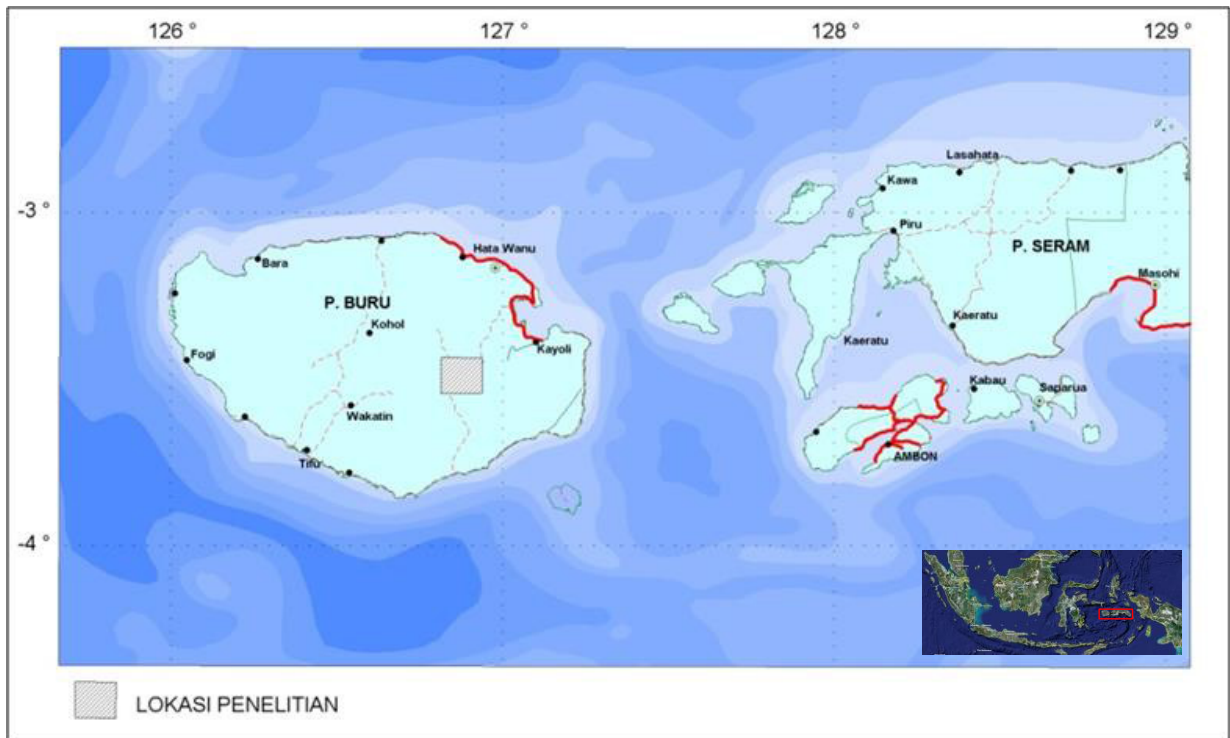 126 ° 127 ° 128 ° 129 °
Lasahata
Kawa
-3 °
Piru
Hata Wanu
P. SERAM
Bara
Masohi
P. BURU
Kohol
Kaeratu
Kayoli
Kaeratu
Fogi
Kabau
Saparua
Wakatin
AMBON
Tifu
-4 °
LOKASI PENELITIAN